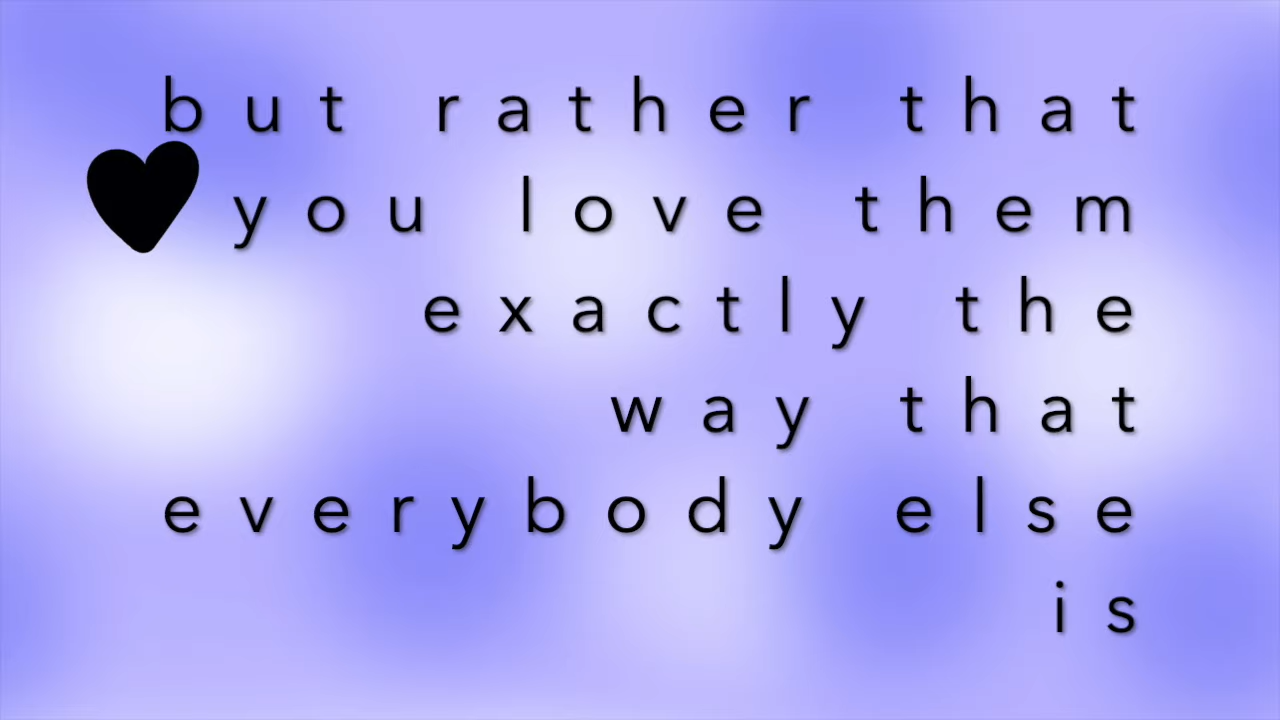 but rather that
you love them
exactly the
way that
everybody else
is